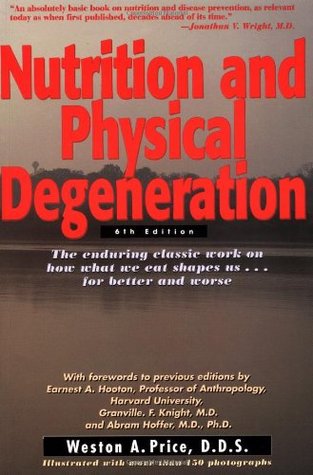 "An absolutely basic book on nutrition and disease prevention, as relevant
today as when first published, decades ahead of its time."
—Jonathan V. Wright, M.D.
Nutrition and
Physical
Degeneration
6th Edition
The enduring classic work on
how what we eat shapes us . . .
for better and worse
With forewords to previous editions by
Earnest A. Hooton, Professor of Anthropology,
Harvard University,
Granville. F. Knight, M.D.
and Abram Hoffer, M.D., Ph.D.
Weston A. Price, D.D.S.
Illustrated with more than 150 photographs